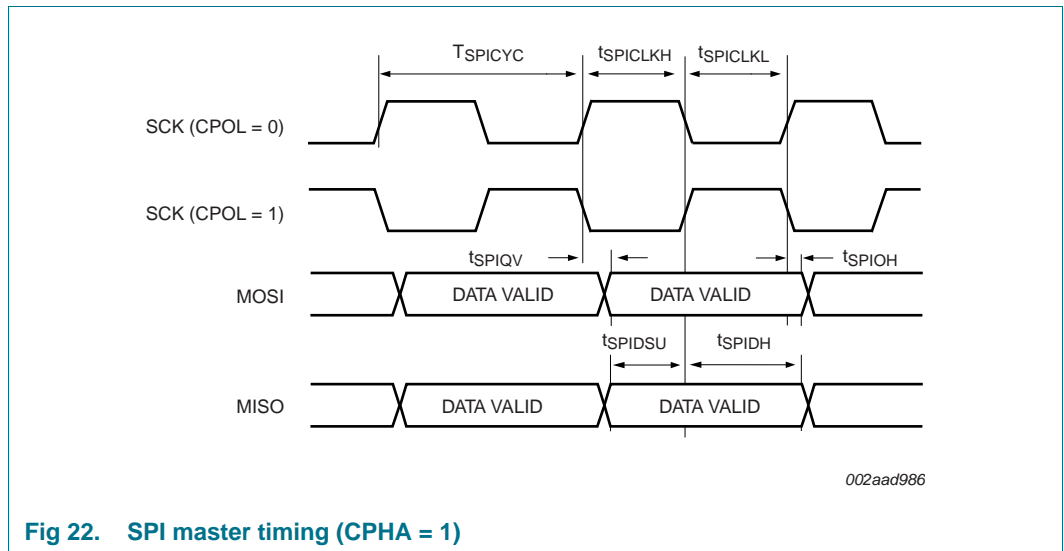 TSPICYC tSPICLKH tSPICLKL
SCK (CPOL = 0)
SCK (CPOL = 1)
tSPIQV tSPIOH
MOSI DATA VALID DATA VALID
tSPIDSU tSPIDH
MISO DATA VALID DATA VALID
002aad986
Fig 22. SPI master timing (CPHA = 1)